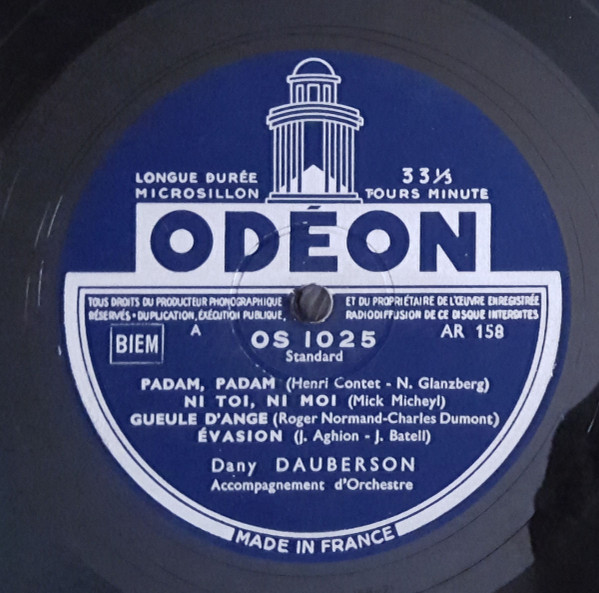 LONGUE DURÉE
MICROSILLON
33⅓
TOURS MINUTE
ODÉON
TOUS DROITS DU PRODUCTEUR PHONOGRAPHIQUE
RÉSERVÉS • DUPLICATION, EXÉCUTION PUBLIQUE,
ET DU PROPRIÉTAIRE DE L'ŒUVRE ENREGISTRÉE
RADIODIFFUSION DE CE DISQUE INTERDITES
BIEM
A
OS 1025
AR 158
Standard
PADAM, PADAM (Henri Contet - N. Glanzberg)
NI TOI, NI MOI (Mick Micheyl)
GUEULE D'ANGE (Roger Normand-Charles Dumont)
ÉVASION (J. Aghion - J. Batell)
Dany DAUBERSON
Accompagnement d'Orchestre
MADE IN FRANCE